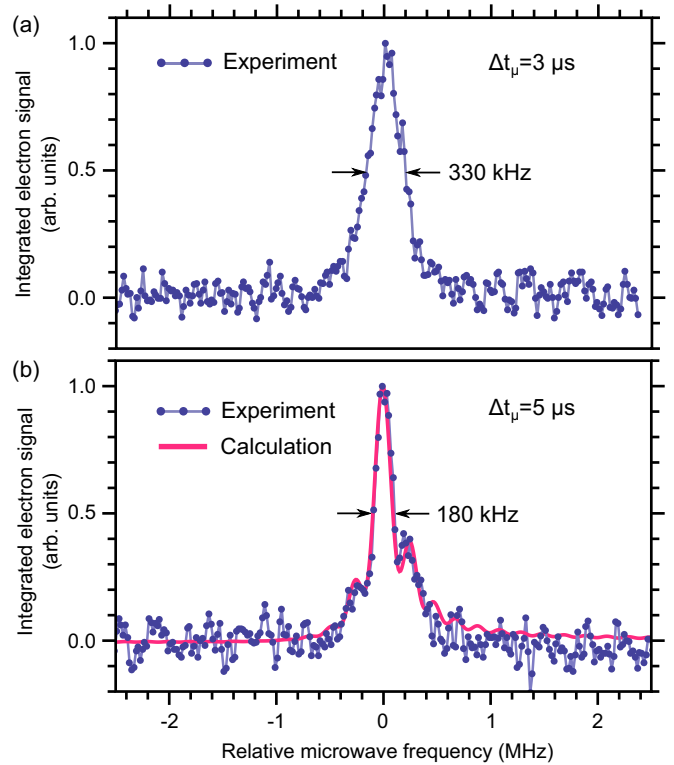 (a)
Experiment
Δtμ=3 μs
1.0
0.5
0.0
330 kHz
Integrated electron signal
(arb. units)
(b)
Experiment
Calculation
Δtμ=5 μs
1.0
0.5
0.0
180 kHz
Integrated electron signal
(arb. units)
-2
-1
0
1
2
Relative microwave frequency (MHz)